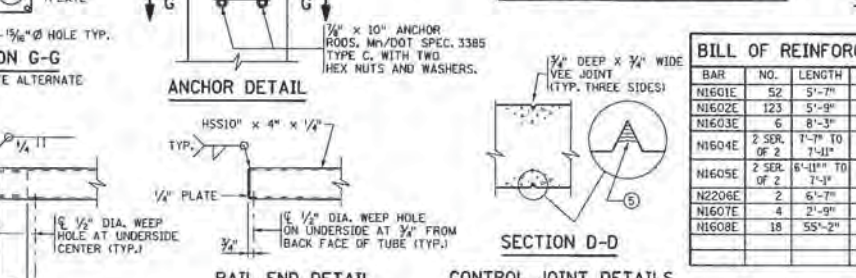 G
G
15/16"Ø HOLE TYP.
ON G-G
TE ALTERNATE
7/8" x 10" ANCHOR
RODS, Mn/DOT SPEC. 3385
TYPE C, WITH TWO
HEX NUTS AND WASHERS.
ANCHOR DETAIL
HSS10" x 4" x 1/4"
TYP.
1/4
1/4" PLATE
3/4"
℄ 1/2" DIA. WEEP
HOLE AT UNDERSIDE
CENTER (TYP.)
℄ 1/2" DIA. WEEP HOLE
ON UNDERSIDE AT 3/4" FROM
BACK FACE OF TUBE (TYP.)
RAIL END DETAIL
3/4" DEEP X 3/4" WIDE
VEE JOINT
(TYP. THREE SIDES)
5
SECTION D-D
CONTROL JOINT DETAILS
BILL OF REINFOR
BAR NO. LENGTH
N1601E 52 5'-7"
N1602E 123 5'-9"
N1603E 6 8'-3"
N1604E 2 SER. OF 2 7'-7" TO 7'-11"
N1605E 2 SER. OF 2 6'-11" TO 7'-1"
N2206E 2 6'-7"
N1607E 4 2'-9"
N1608E 18 55'-2"